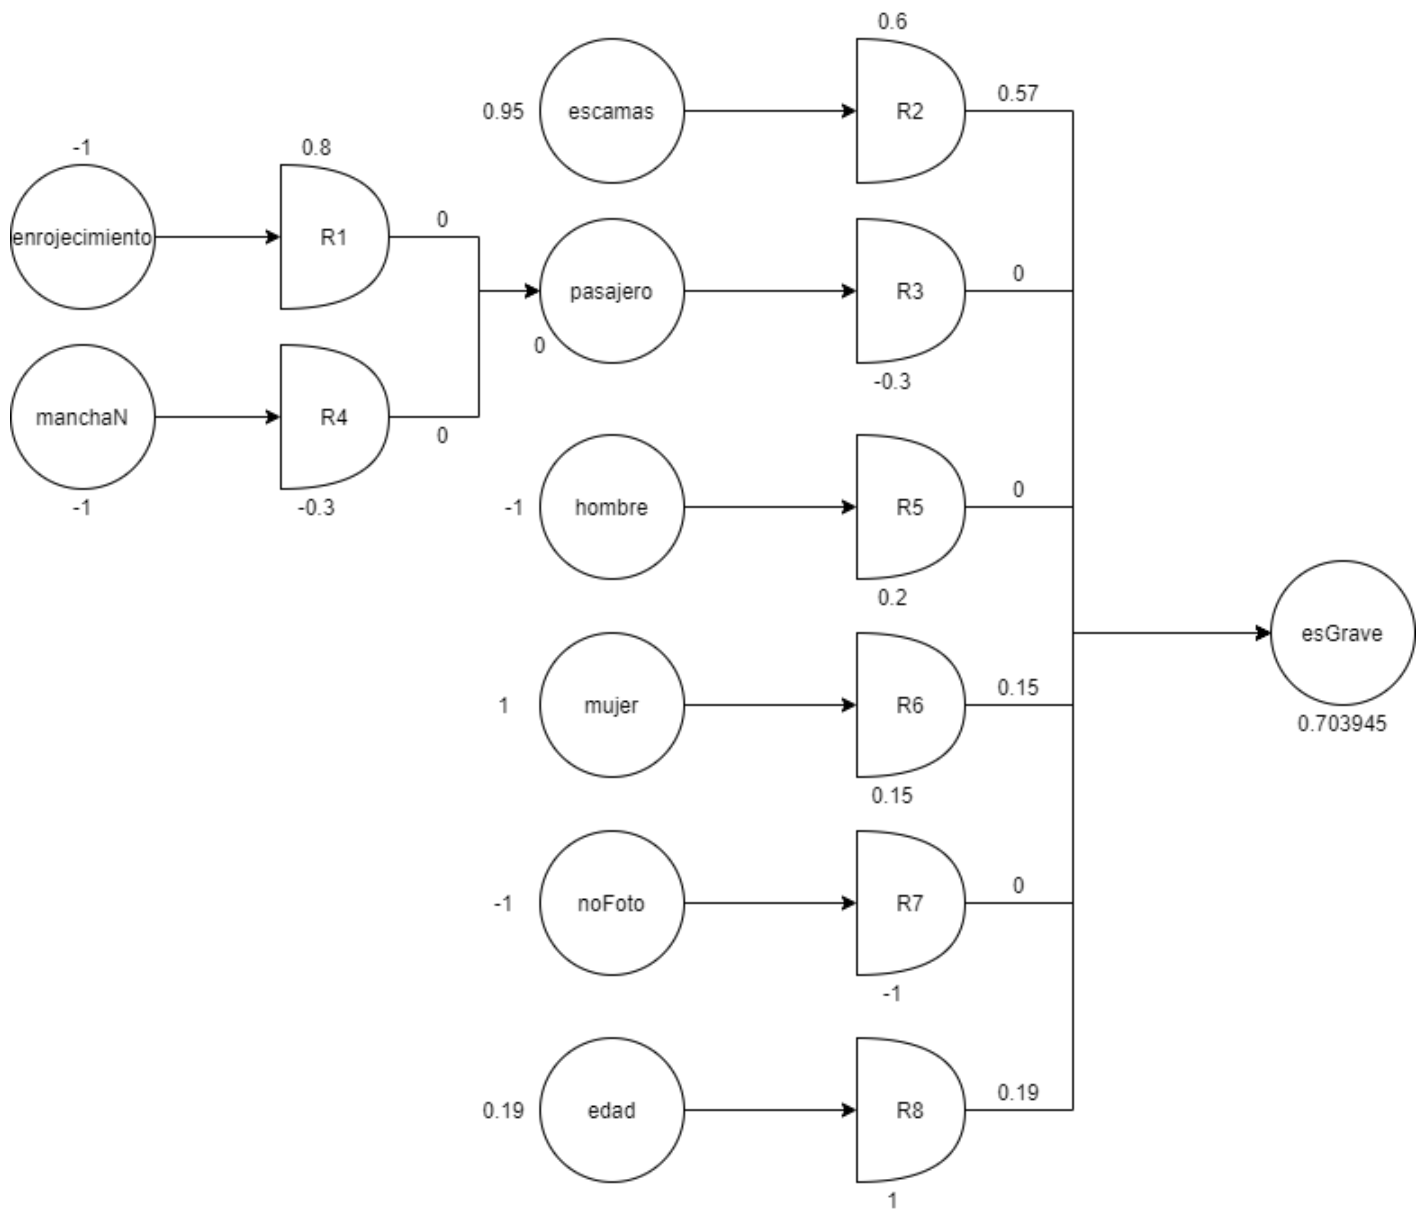 0.6
0.95
escamas
R2
0.57
-1
0.8
enrojecimiento
R1
0
pasajero
0
R3
0
-0.3
manchaN
R4
0
-1
-0.3
-1
hombre
R5
0
0.2
esGrave
0.703945
1
mujer
R6
0.15
0.15
-1
noFoto
R7
0
-1
0.19
edad
R8
0.19
1